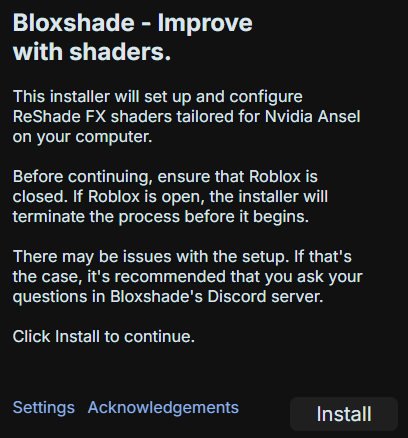 Bloxshade - Improve
with shaders.
This installer will set up and configure
ReShade FX shaders tailored for Nvidia Ansel
on your computer.
Before continuing, ensure that Roblox is
closed. If Roblox is open, the installer will
terminate the process before it begins.
There may be issues with the setup. If that's
the case, it's recommended that you ask your
questions in Bloxshade's Discord server.
Click Install to continue.
Settings Acknowledgements Install